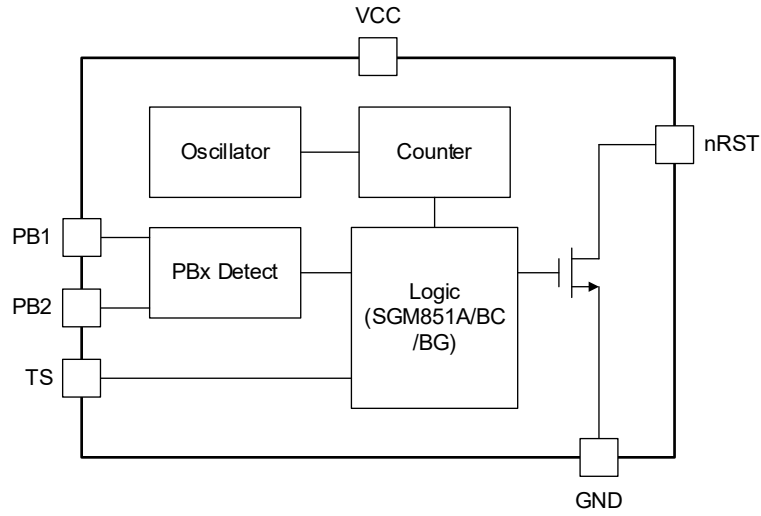 VCC
Oscillator
Counter
nRST
PB1
PBx Detect
PB2
Logic
(SGM851A/BC
/BG)
TS
GND